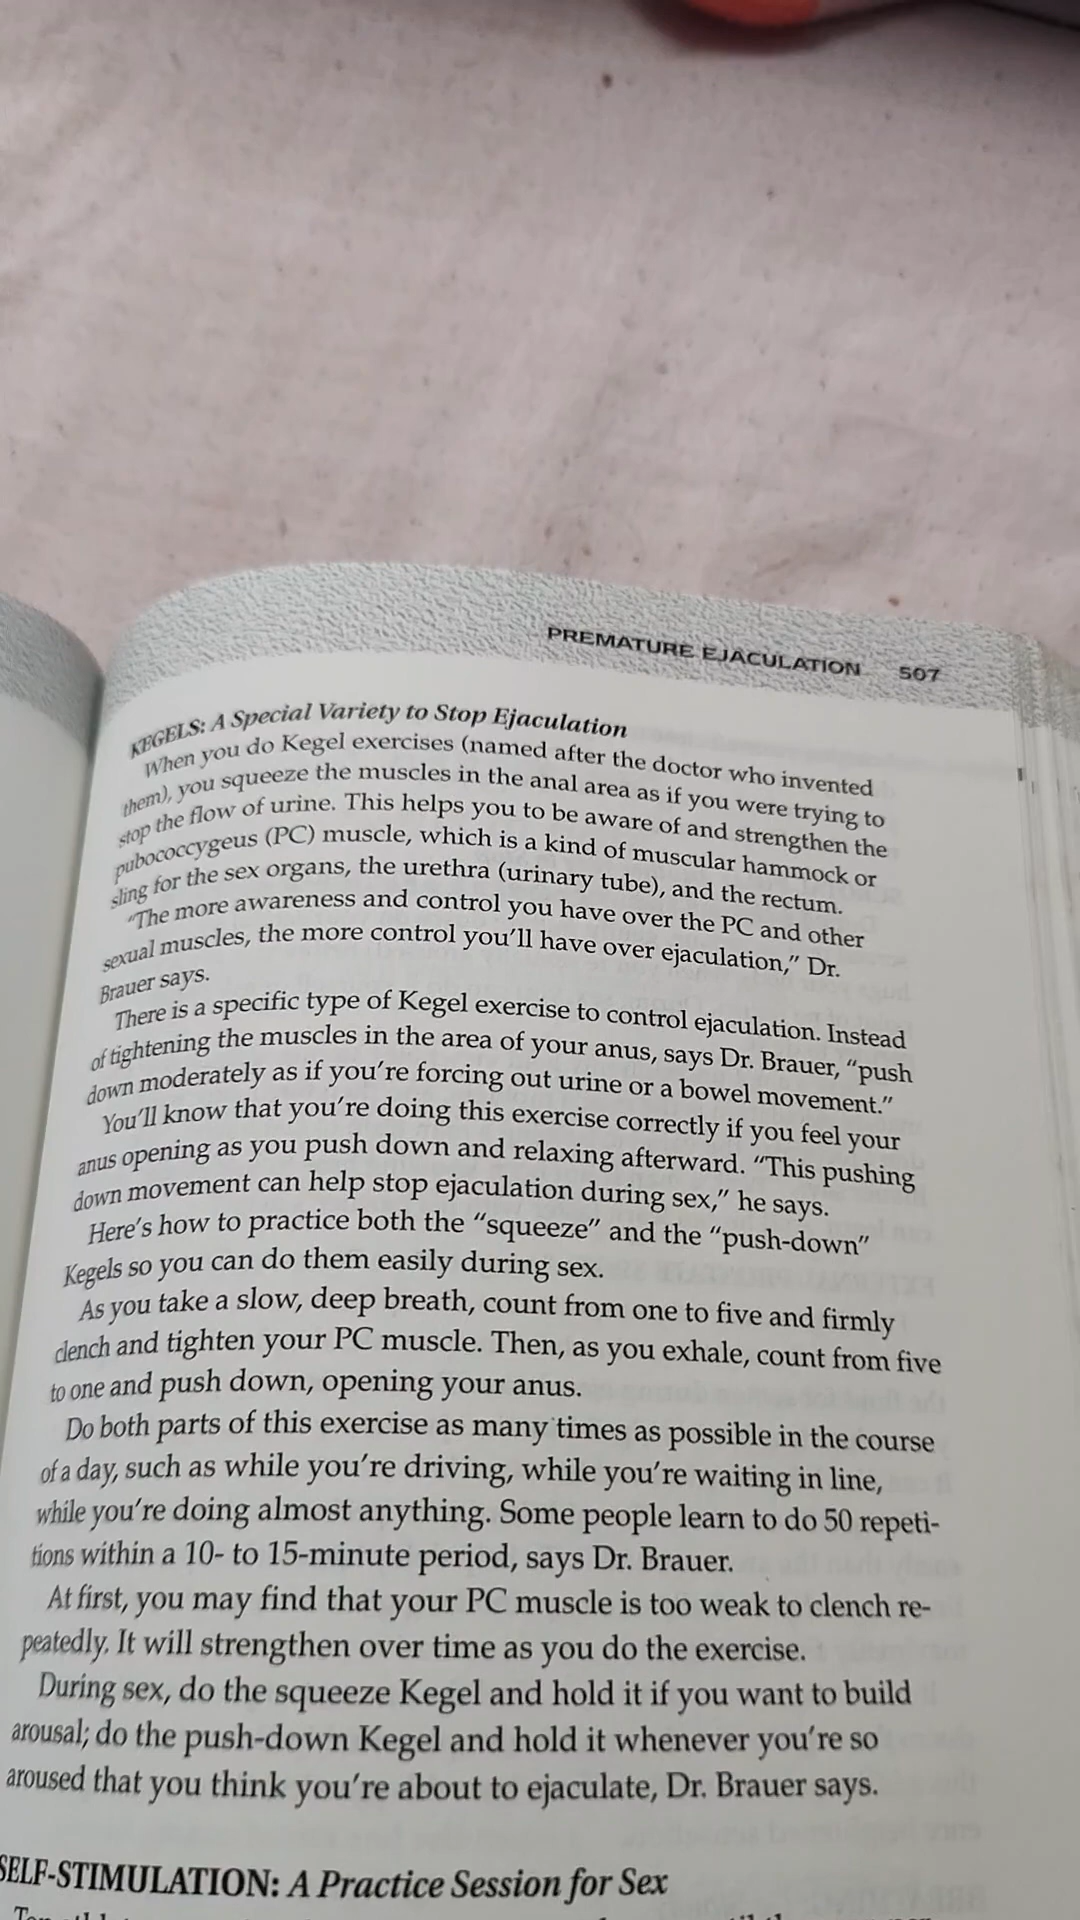 PREMATURE EJACULATION 507
KEGELS: A Special Variety to Stop Ejaculation
When you do Kegel exercises (named after the doctor who invented
them), you squeeze the muscles in the anal area as if you were trying to
stop the flow of urine. This helps you to be aware of and strengthen the
pubococcygeus (PC) muscle, which is a kind of muscular hammock or
sling for the sex organs, the urethra (urinary tube), and the rectum.
"The more awareness and control you have over the PC and other
sexual muscles, the more control you'll have over ejaculation," Dr.
Brauer says.
There is a specific type of Kegel exercise to control ejaculation. Instead
of tightening the muscles in the area of your anus, says Dr. Brauer, "push
down moderately as if you're forcing out urine or a bowel movement."
You'll know that you're doing this exercise correctly if you feel your
anus opening as you push down and relaxing afterward. "This pushing
down movement can help stop ejaculation during sex," he says.
Here's how to practice both the "squeeze" and the "push-down"
Kegels so you can do them easily during sex.
As you take a slow, deep breath, count from one to five and firmly
clench and tighten your PC muscle. Then, as you exhale, count from five
to one and push down, opening your anus.
Do both parts of this exercise as many times as possible in the course
of a day, such as while you're driving, while you're waiting in line,
while you're doing almost anything. Some people learn to do 50 repeti-
tions within a 10- to 15-minute period, says Dr. Brauer.
At first, you may find that your PC muscle is too weak to clench re-
peatedly. It will strengthen over time as you do the exercise.
During sex, do the squeeze Kegel and hold it if you want to build
arousal; do the push-down Kegel and hold it whenever you're so
aroused that you think you're about to ejaculate, Dr. Brauer says.
SELF-STIMULATION: A Practice Session for Sex